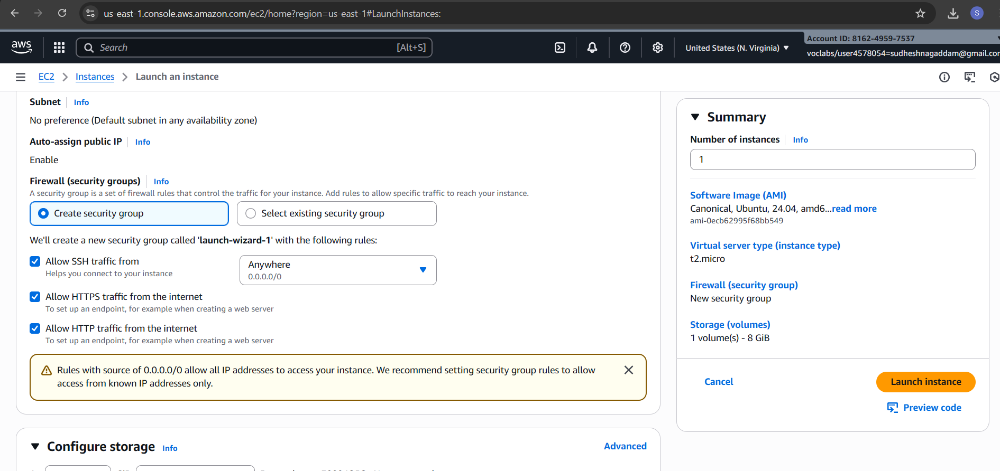 us-east-1.console.aws.amazon.com/ec2/home?region=us-east-1#LaunchInstances:
S
aws
Search
[Alt+S]
United States (N. Virginia)
Account ID: 8162-4959-7537
voclabs/user4578054=sudheshnagaddam@gmail.cor
EC2
Instances
Launch an instance
Subnet
Info
No preference (Default subnet in any availability zone)
Auto-assign public IP
Info
Enable
Firewall (security groups)
Info
A security group is a set of firewall rules that control the traffic for your instance. Add rules to allow specific traffic to reach your instance.
Create security group
Select existing security group
We'll create a new security group called 'launch-wizard-1' with the following rules:
Allow SSH traffic from
Helps you connect to your instance
Anywhere
0.0.0.0/0
Allow HTTPS traffic from the internet
To set up an endpoint, for example when creating a web server
Allow HTTP traffic from the internet
To set up an endpoint, for example when creating a web server
Rules with source of 0.0.0.0/0 allow all IP addresses to access your instance. We recommend setting security group rules to allow
access from known IP addresses only.
Configure storage
Info
Advanced
Summary
Number of instances
Info
1
Software Image (AMI)
Canonical, Ubuntu, 24.04, amd6...read more
ami-0ecb62995f68bb549
Virtual server type (instance type)
t2.micro
Firewall (security group)
New security group
Storage (volumes)
1 volume(s) - 8 GiB
Cancel
Launch instance
Preview code